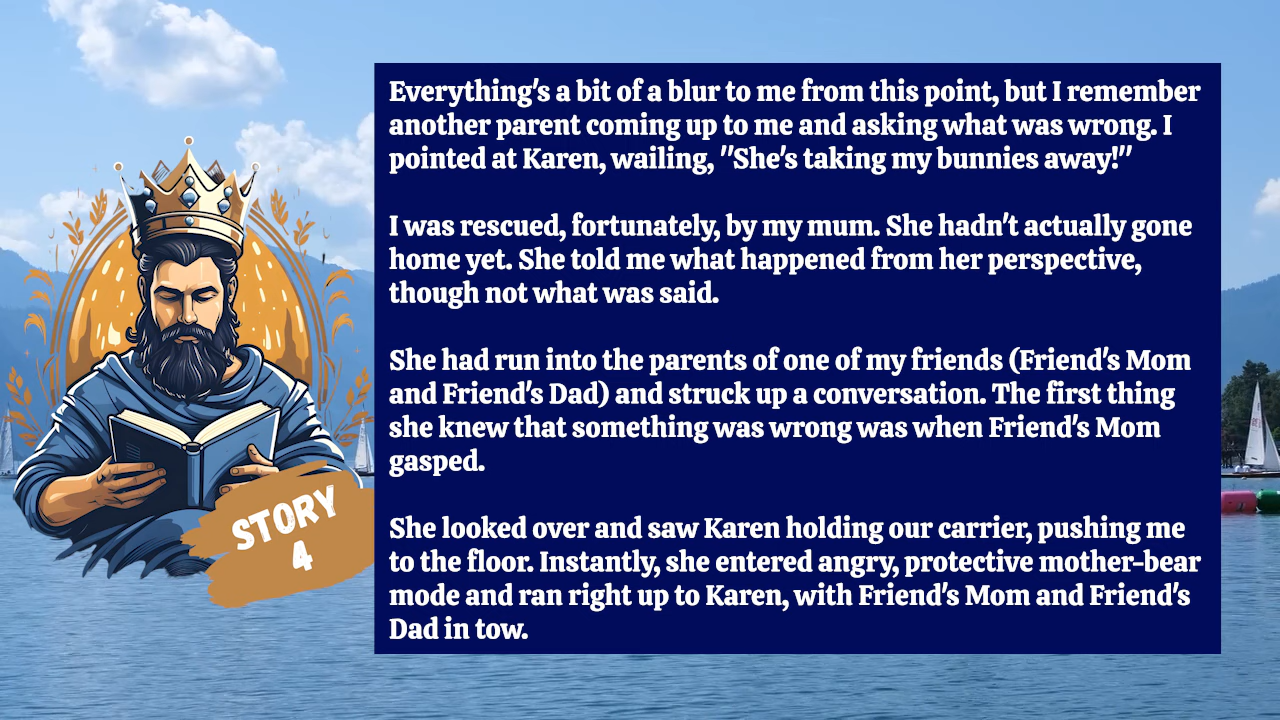 Everything's a bit of a blur to me from this point, but I remember
another parent coming up to me and asking what was wrong. I
pointed at Karen, wailing, "She's taking my bunnies away!"
I was rescued, fortunately, by my mum. She hadn't actually gone
home yet. She told me what happened from her perspective,
though not what was said.
She had run into the parents of one of my friends (Friend's Mom
and Friend's Dad) and struck up a conversation. The first thing
she knew that something was wrong was when Friend's Mom
gasped.
She looked over and saw Karen holding our carrier, pushing me
to the floor. Instantly, she entered angry, protective mother-bear
mode and ran right up to Karen, with Friend's Mom and Friend's
Dad in tow.
STORY
4